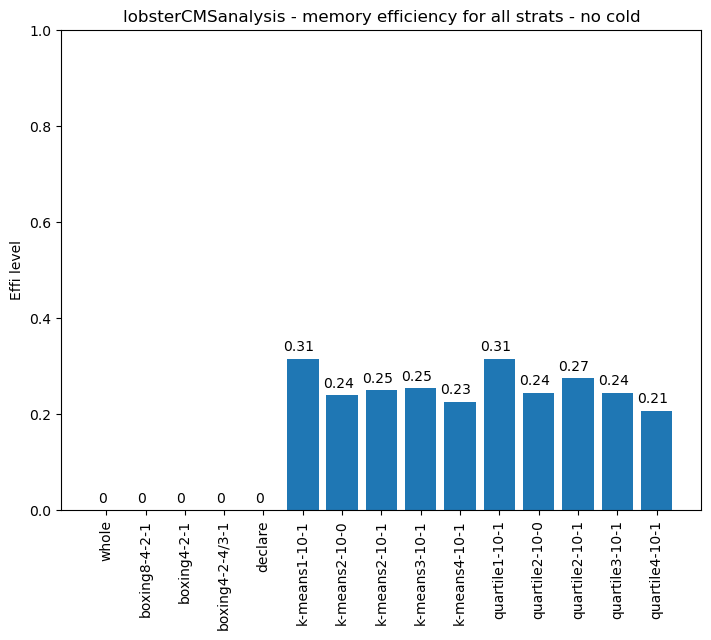 lobsterCMSanalysis - memory efficiency for all strats - no cold
1.0
0.8
0.6
0.4
0.2
0.0
Effi level
0
0
0
0
0
0.31
0.24
0.25
0.25
0.23
0.31
0.24
0.27
0.24
0.21
whole
boxing8-4-2-1
boxing4-2-1
boxing4-2-4/3-1
declare
k-means1-10-1
k-means2-10-0
k-means2-10-1
k-means3-10-1
k-means4-10-1
quartile1-10-1
quartile2-10-0
quartile2-10-1
quartile3-10-1
quartile4-10-1